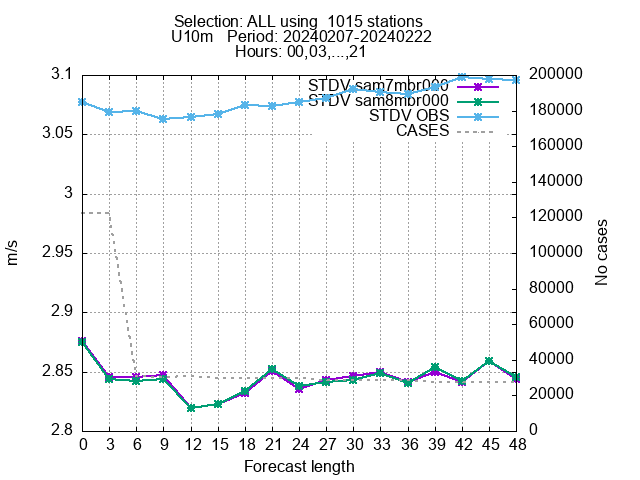 Selection: ALL using  1015 stations
U10m   Period: 20240207-20240222
Hours: 00,03,...,21
3.1
3.05
3
2.95
2.9
2.85
2.8
m/s
200000
180000
160000
140000
120000
100000
80000
60000
40000
20000
0
No cases
STDV sam7mbr000
STDV sam8mbr000
STDV OBS
CASES
0 3 6 9 12 15 18 21 24 27 30 33 36 39 42 45 48
Forecast length